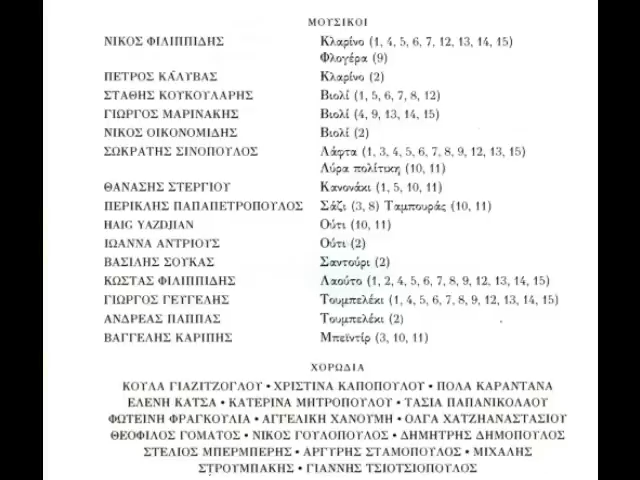 ΜΟΥΣΙΚΟΙ
ΝΙΚΟΣ ΦΙΛΙΠΠΙΔΗΣ Κλαρίνο (1, 4, 5, 6, 7, 12, 13, 14, 15)
Φλογέρα (9)
ΠΕΤΡΟΣ ΚΑΛΥΒΑΣ Κλαρίνο (2)
ΣΤΑΘΗΣ ΚΟΥΚΟΥΛΑΡΗΣ Βιολί (1, 5, 6, 7, 8, 12)
ΓΙΩΡΓΟΣ ΜΑΡΙΝΑΚΗΣ Βιολί (4, 9, 13, 14, 15)
ΝΙΚΟΣ ΟΙΚΟΝΟΜΙΔΗΣ Βιολί (2)
ΣΩΚΡΑΤΗΣ ΣΙΝΟΠΟΥΛΟΣ Λάφτα (1, 3, 4, 5, 6, 7, 8, 9, 12, 13, 15)
Λύρα πολίτικη (10, 11)
ΘΑΝΑΣΗΣ ΣΤΕΡΓΙΟΥ Κανονάκι (1, 5, 10, 11)
ΠΕΡΙΚΛΗΣ ΠΑΠΑΠΕΤΡΟΠΟΥΛΟΣ Σάζι (3, 8) Ταμπουράς (10, 11)
HAIG YAZDJIAN Ούτι (10, 11)
ΙΩΑΝΝΑ ΑΝΤΡΙΟΥΣ Ούτι (2)
ΒΑΣΙΛΗΣ ΣΟΥΚΑΣ Σαντούρι (2)
ΚΩΣΤΑΣ ΦΙΛΙΠΠΙΔΗΣ Λαούτο (1, 2, 4, 5, 6, 7, 8, 9, 12, 13, 14, 15)
ΓΙΩΡΓΟΣ ΓΕΥΓΕΛΗΣ Τουμπελέκι (1, 4, 5, 6, 7, 8, 9, 12, 13, 14, 15)
ΑΝΔΡΕΑΣ ΠΑΠΠΑΣ Τουμπελέκι (2)
ΒΑΓΓΕΛΗΣ ΚΑΡΙΠΗΣ Μπεϊντίρ (3, 10, 11)
ΧΟΡΩΔΙΑ
ΚΟΥΛΑ ΓΙΑΖΙΤΖΟΓΛΟΥ • ΧΡΙΣΤΙΝΑ ΚΑΠΟΠΟΥΛΟΥ • ΠΟΛΑ ΚΑΡΑΝΤΑΝΑ
ΕΛΕΝΗ ΚΑΤΣΑ • ΚΑΤΕΡΙΝΑ ΜΗΤΡΟΠΟΥΛΟΥ • ΤΑΣΙΑ ΠΑΠΑΝΙΚΟΛΑΟΥ
ΦΩΤΕΙΝΗ ΦΡΑΓΚΟΥΛΙΑ • ΑΓΓΕΛΙΚΗ ΧΑΝΟΥΜΗ • ΟΛΓΑ ΧΑΤΖΗΑΝΑΣΤΑΣΙΟΥ
ΘΕΟΦΙΛΟΣ ΓΟΜΑΤΟΣ • ΝΙΚΟΣ ΓΟΥΛΟΠΟΥΛΟΣ • ΔΗΜΗΤΡΗΣ ΔΗΜΟΠΟΥΛΟΣ
ΣΤΕΛΙΟΣ ΜΠΕΡΜΠΕΡΗΣ • ΑΡΓΥΡΗΣ ΣΤΑΜΟΠΟΥΛΟΣ • ΜΙΧΑΛΗΣ
ΣΤΡΟΥΜΠΑΚΗΣ • ΓΙΑΝΝΗΣ ΤΣΙΟΤΣΙΟΠΟΥΛΟΣ